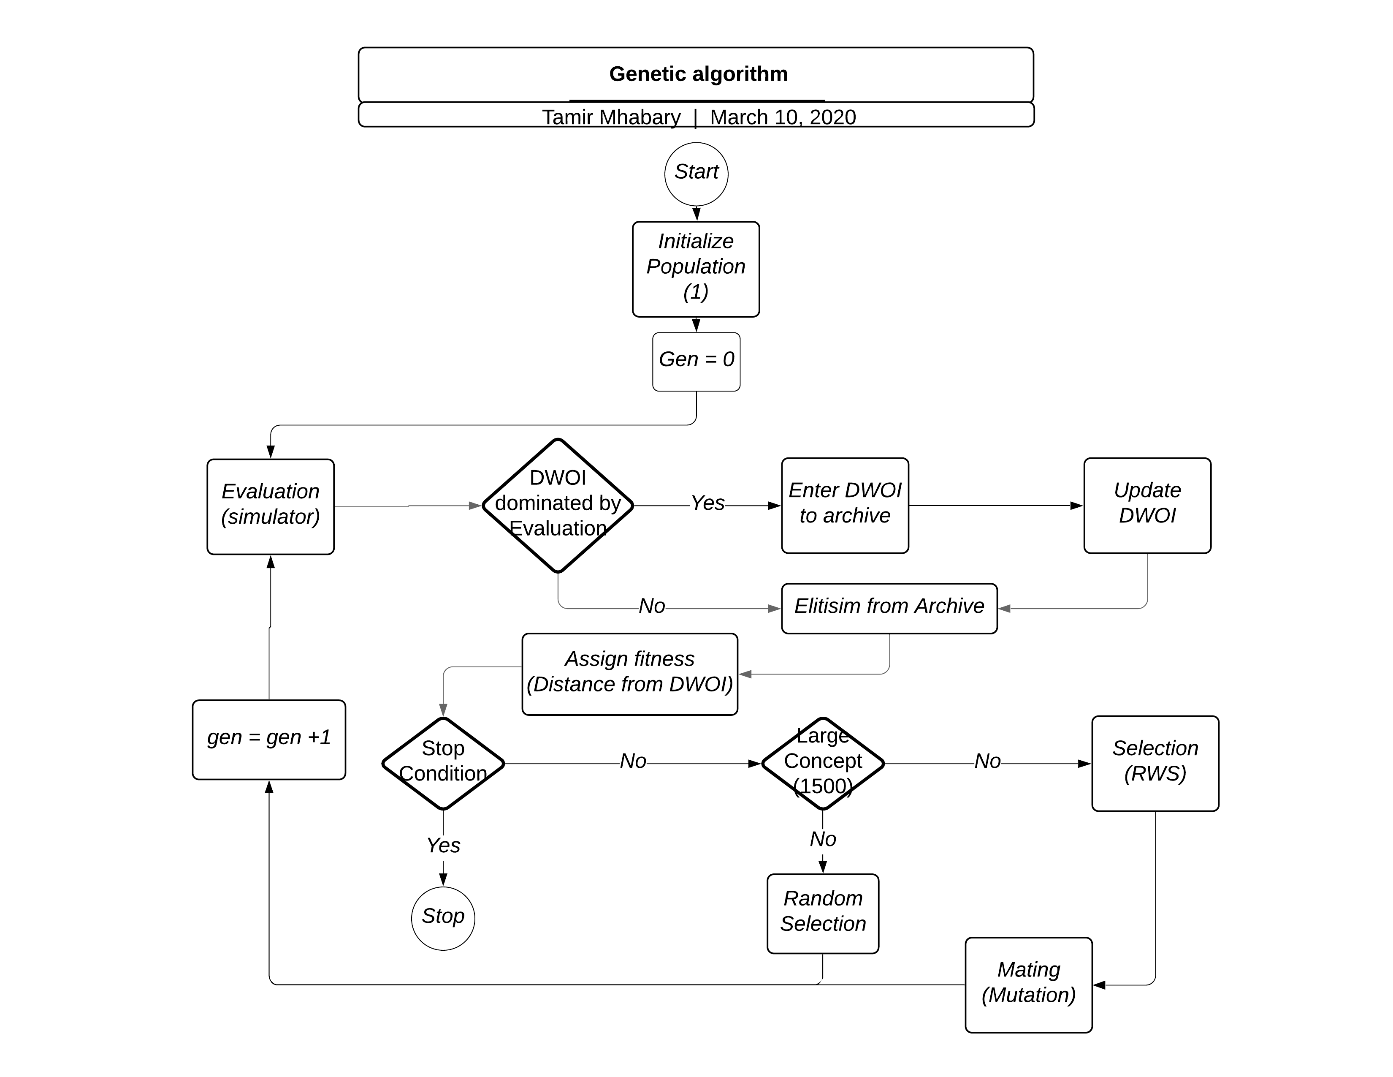 Genetic algorithm
Tamir Mhabary | March 10, 2020
Start
Initialize
Population
(1)
Gen = 0
Evaluation
(simulator)
DWOI
dominated by
Evaluation
Yes
Enter DWOI
to archive
Update
DWOI
No
Elitisim from Archive
Assign fitness
(Distance from DWOI)
gen = gen +1
Stop
Condition
No
Large
Concept
(1500)
No
Selection
(RWS)
Yes
No
Stop
Random
Selection
Mating
(Mutation)